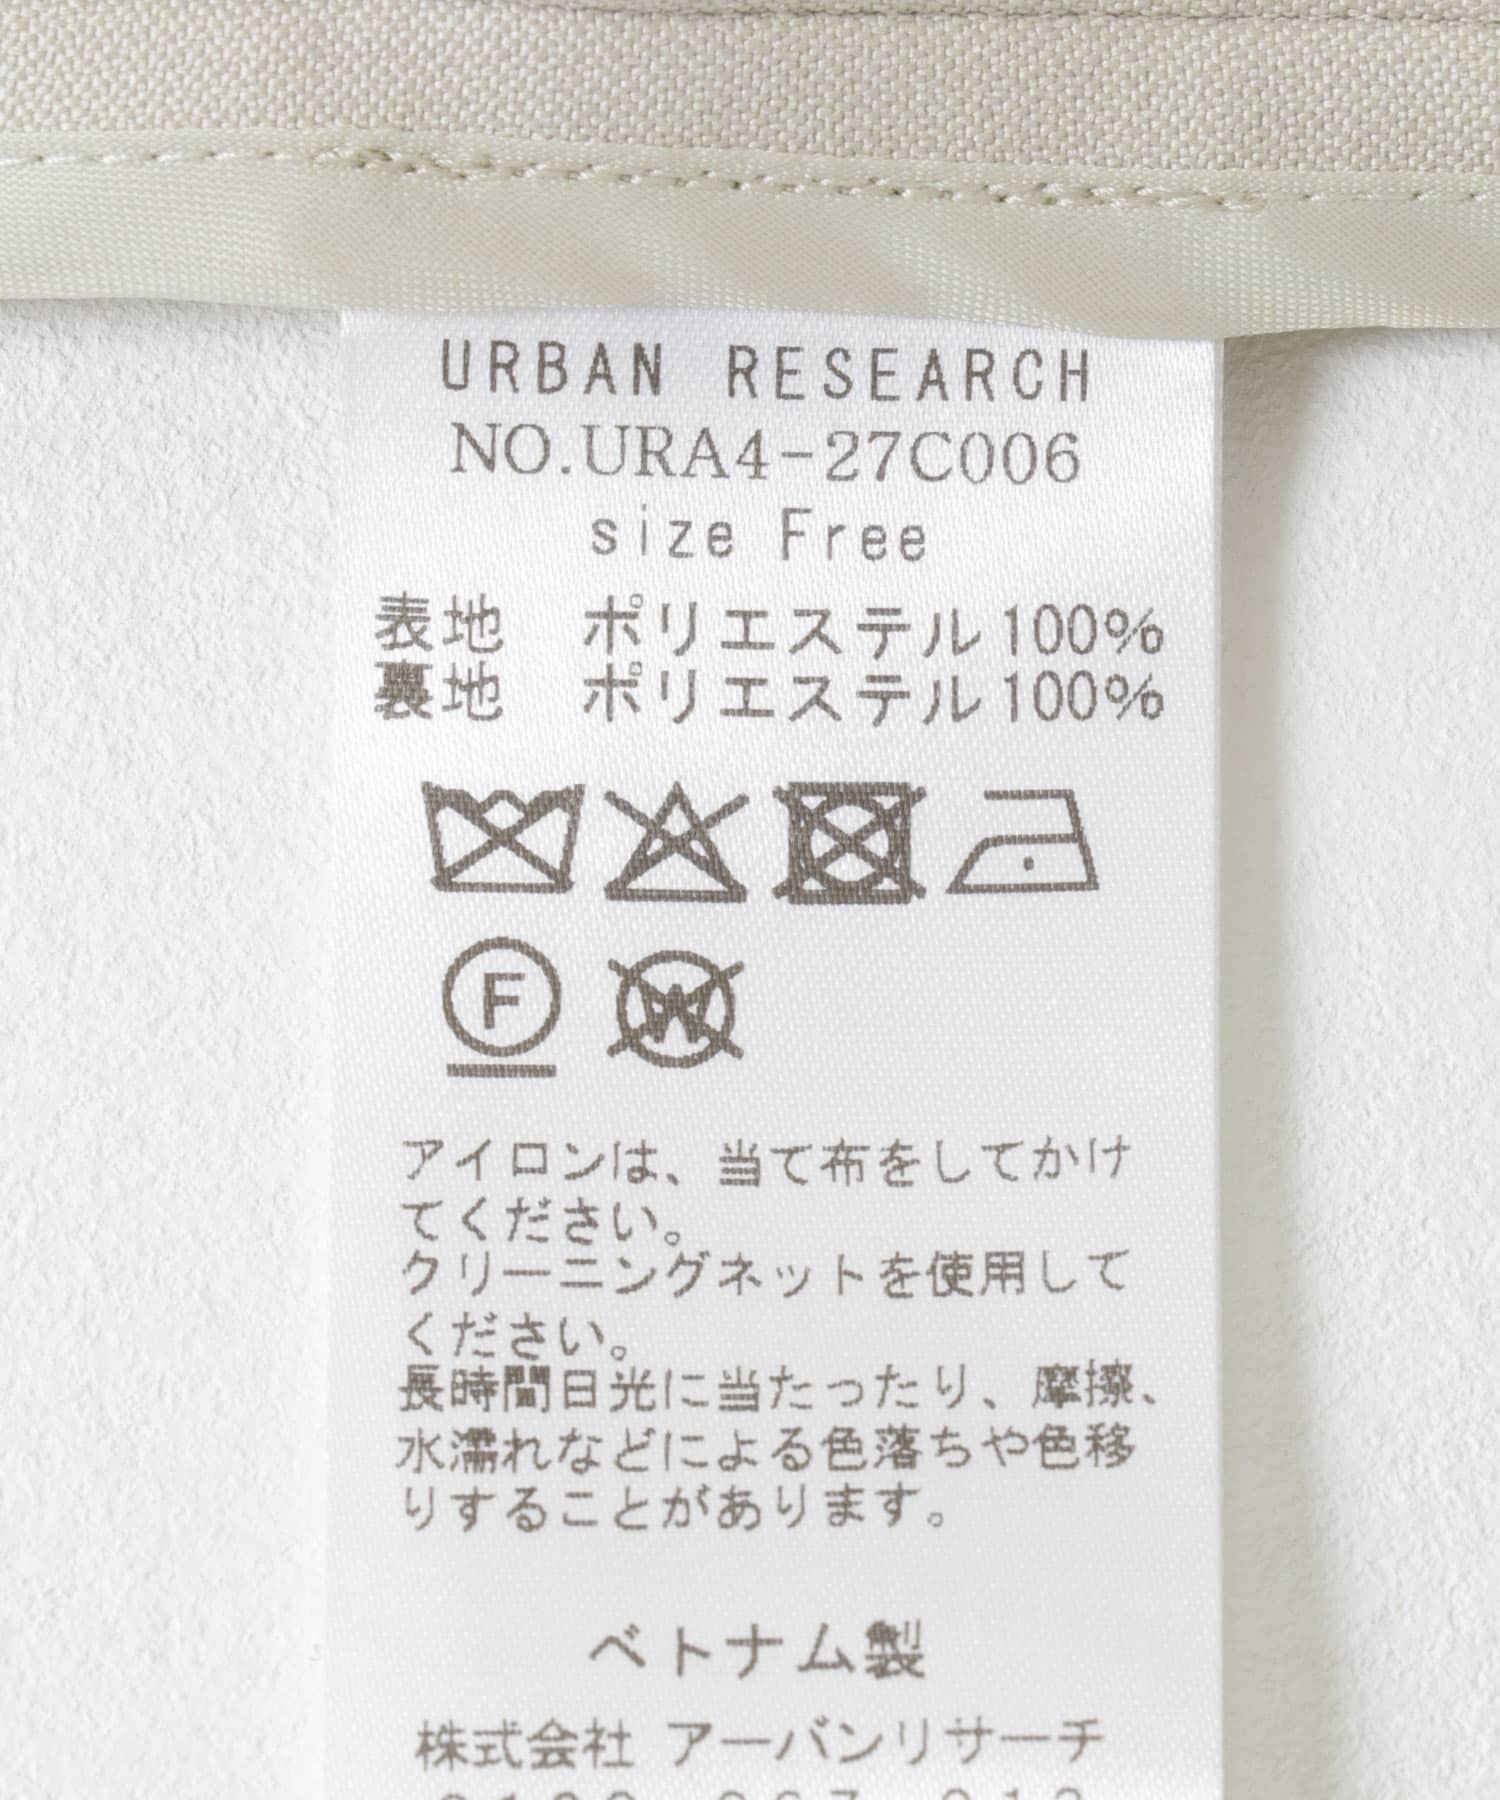 URBAN RESEARCH
NO.URA4-27C006
size Free
表地 ポリエステル100%
裏地 ポリエステル100%
F
W
アイロンは、当て布をしてかけ
てください。
クリーニングネットを使用して
ください。
長時間日光に当たったり、摩擦、
水濡れなどによる色落ちや色移
りすることがあります。
ベトナム製
株式会社 アーバンリサーチ